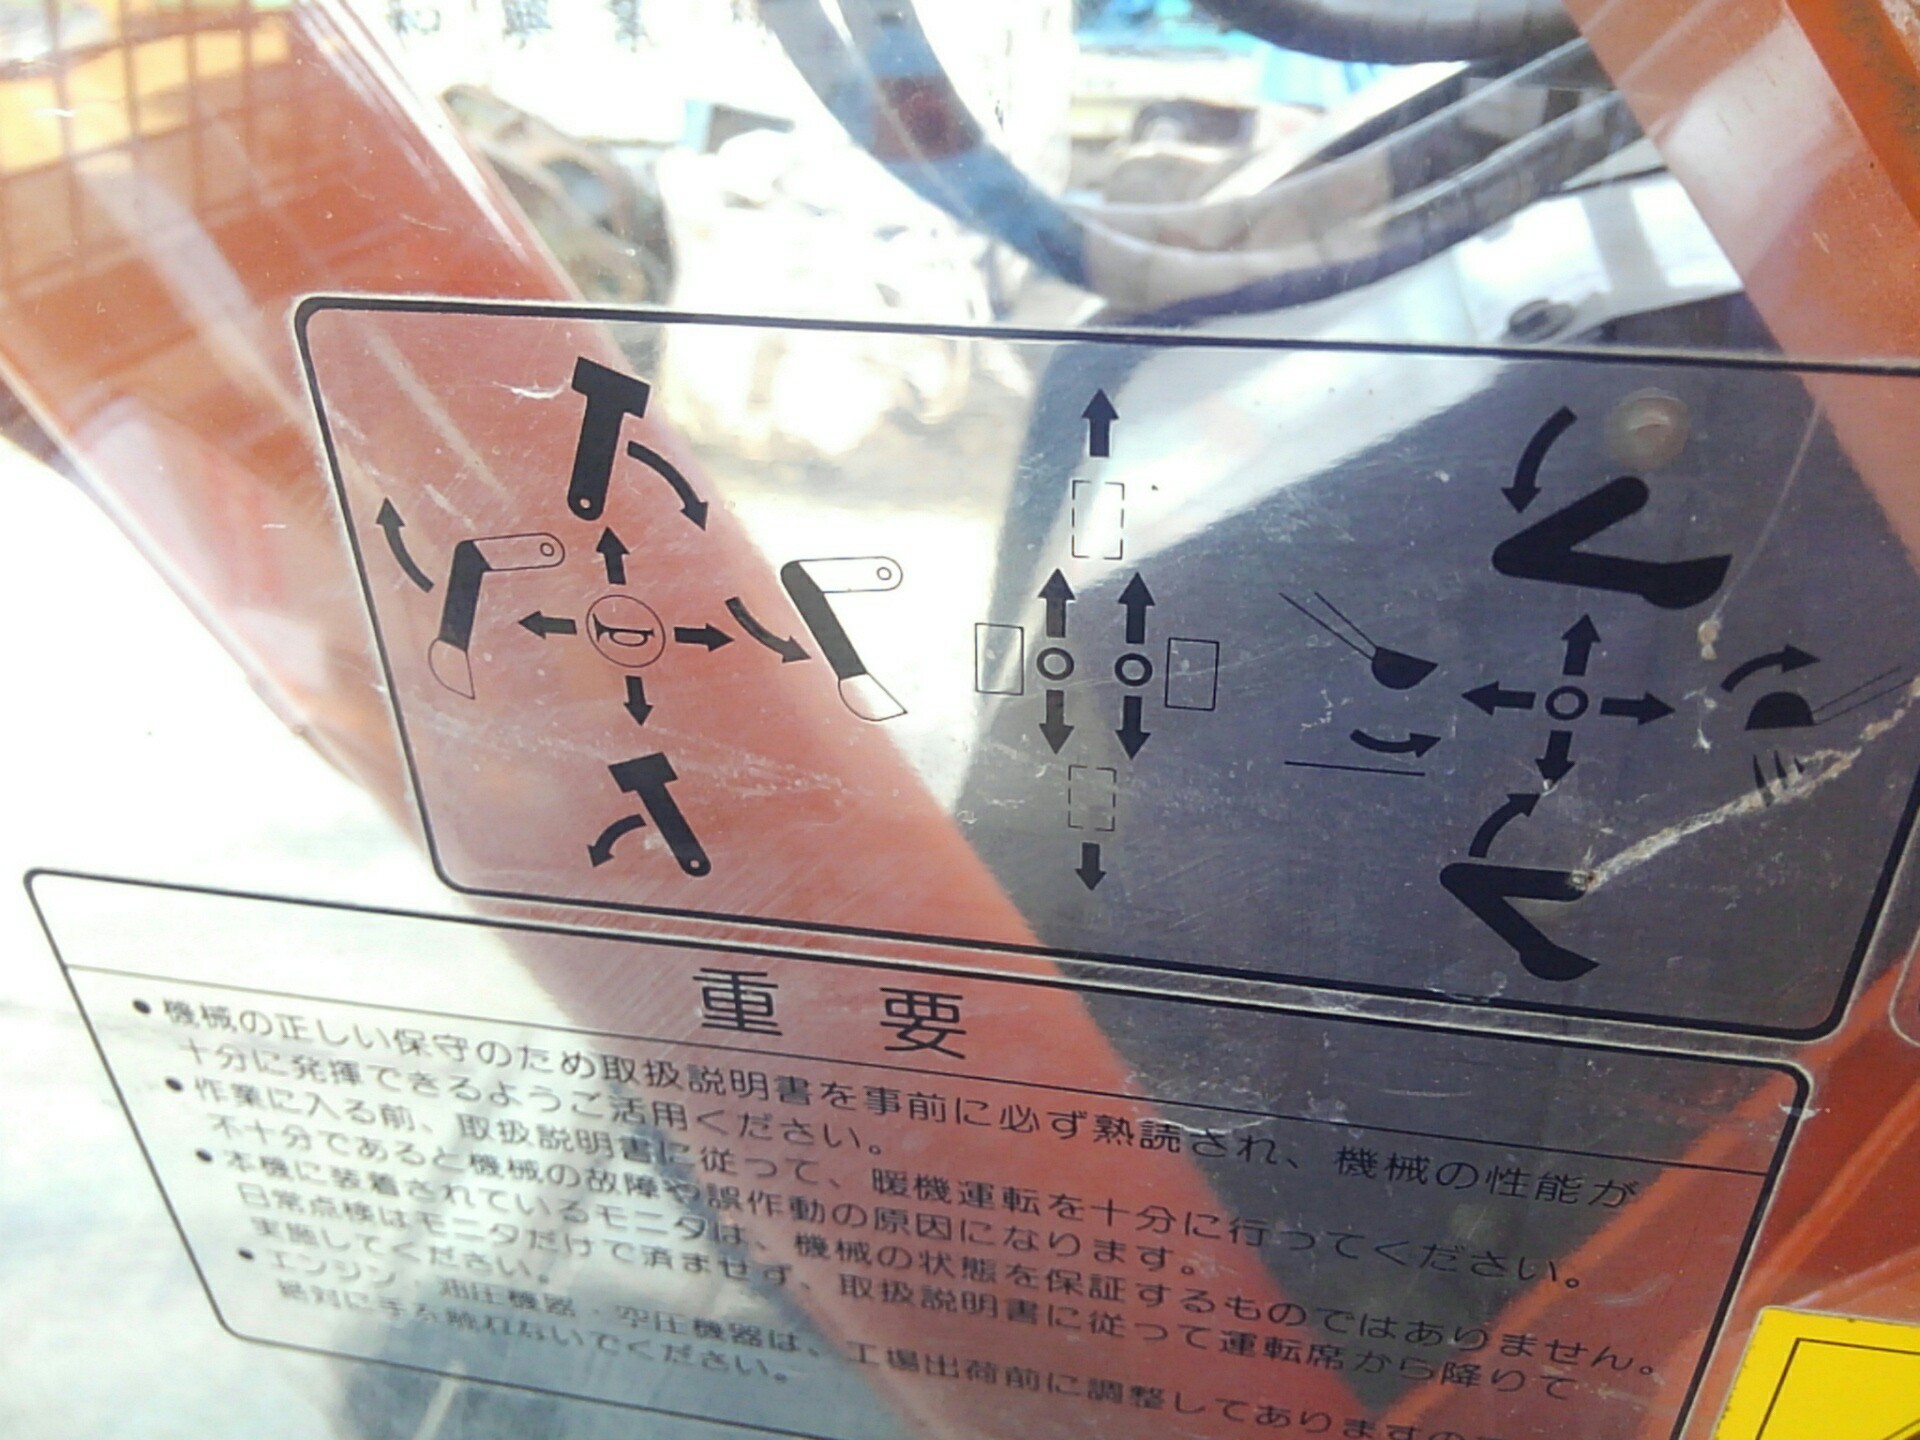 重要
●機械の正しい保守のため取扱説明書を事前に必ず熟読され、機械の性能が
十分に発揮できるようご活用ください。
●作業に入る前、取扱説明書に従って、暖機運転を十分に行ってください。
不十分であると機械の故障や誤作動の原因になります。
●本機に装着されているモニタは、機械の状態を保証するものではありません。
日常点検はモニタだけで済ませず、取扱説明書に従って運転席から降りて
実施してください。
●エンジン・油圧機器・空圧機器は、工場出荷前に調整してありますので
絶対に手を触れないでください。